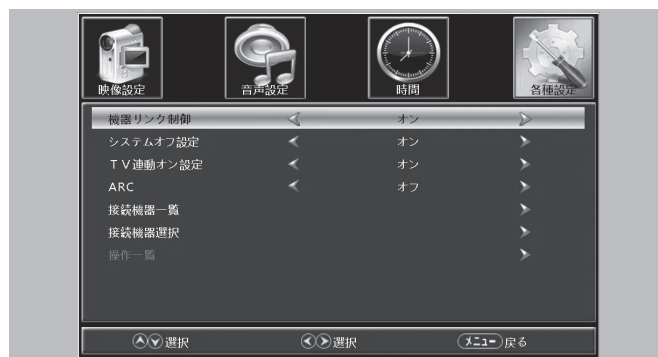 映像設定 音声設定 時間 各種設定
機器リンク制御 オン
システムオフ設定 オン
TV連動オン設定 オン
ARC オフ
接続機器一覧
接続機器選択
操作一覧
選択 選択 メニュー 戻る